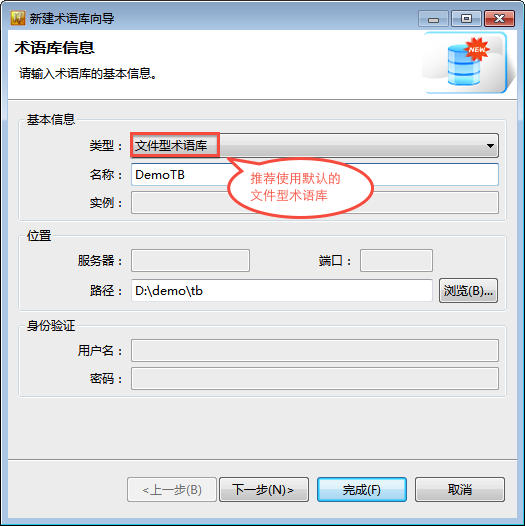 新建术语库向导
术语库信息
请输入术语库的基本信息。
NEW
基本信息
类型： 文件型术语库
名称： DemoTB
推荐使用默认的
文件型术语库
实例：
位置
服务器： 端口：
路径： D:\demo\tb 浏览(B)...
身份验证
用户名：
密码：
<上一步(B) 下一步(N)> 完成(F) 取消